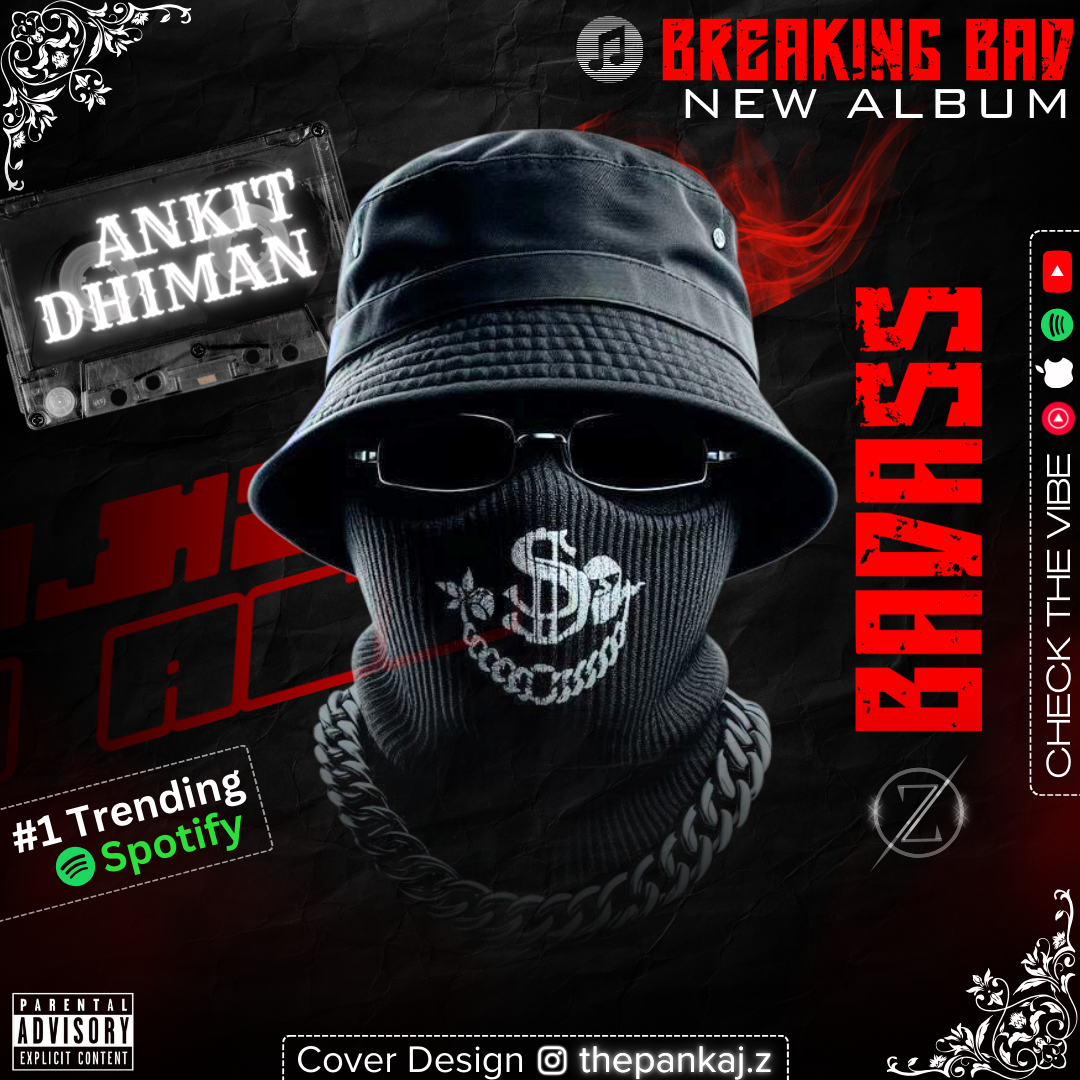 BREAKING BAD
NEW ALBUM
ANKIT
DHIMAN
BADASS
CHECK THE VIBE
#1 Trending
Spotify
Z
PARENTAL
ADVISORY
EXPLICIT CONTENT
Cover Design thepankaj.z